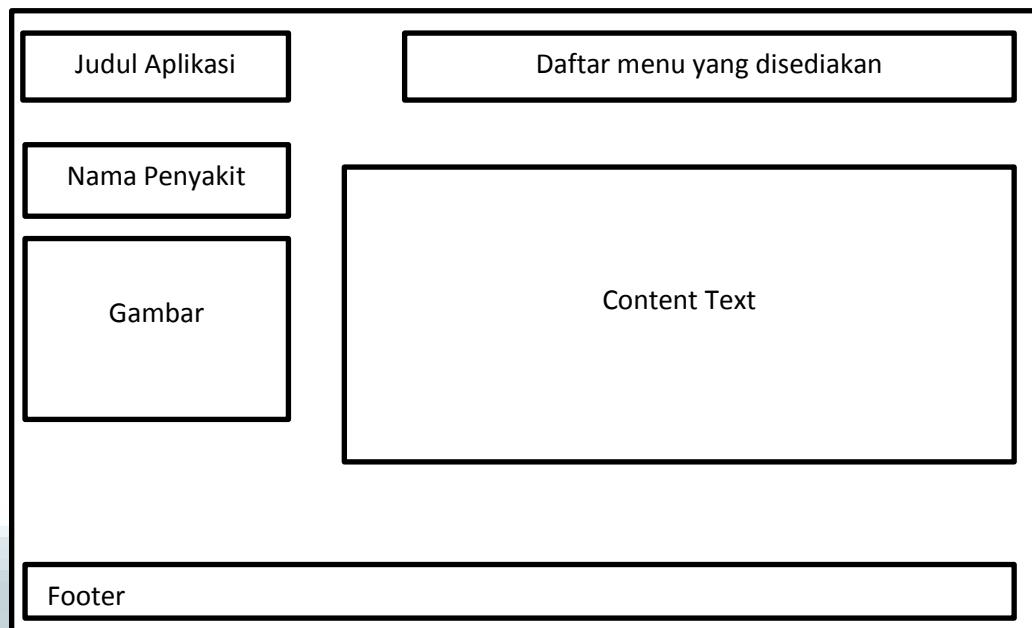 Judul Aplikasi
Daftar menu yang disediakan
Nama Penyakit
Gambar
Content Text
Footer